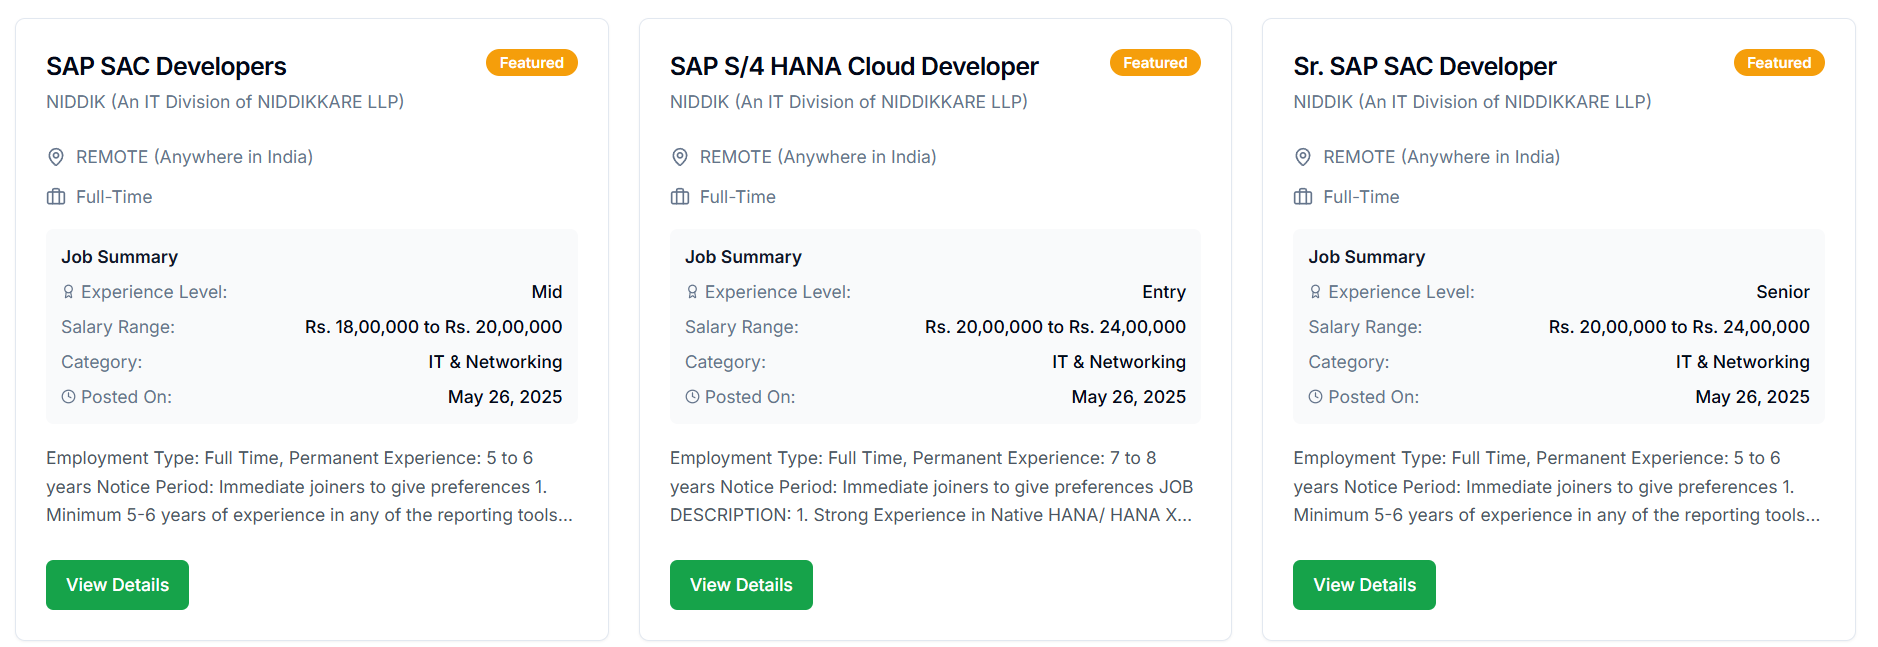 SAP SAC Developers
Featured
NIDDIK (An IT Division of NIDDIKKARE LLP)
REMOTE (Anywhere in India)
Full-Time
Job Summary
Experience Level: Mid
Salary Range: Rs. 18,00,000 to Rs. 20,00,000
Category: IT & Networking
Posted On: May 26, 2025
Employment Type: Full Time, Permanent Experience: 5 to 6
years Notice Period: Immediate joiners to give preferences 1.
Minimum 5-6 years of experience in any of the reporting tools...
View Details
SAP S/4 HANA Cloud Developer
Featured
NIDDIK (An IT Division of NIDDIKKARE LLP)
REMOTE (Anywhere in India)
Full-Time
Job Summary
Experience Level: Entry
Salary Range: Rs. 20,00,000 to Rs. 24,00,000
Category: IT & Networking
Posted On: May 26, 2025
Employment Type: Full Time, Permanent Experience: 7 to 8
years Notice Period: Immediate joiners to give preferences JOB
DESCRIPTION: 1. Strong Experience in Native HANA/ HANA X...
View Details
Sr. SAP SAC Developer
Featured
NIDDIK (An IT Division of NIDDIKKARE LLP)
REMOTE (Anywhere in India)
Full-Time
Job Summary
Experience Level: Senior
Salary Range: Rs. 20,00,000 to Rs. 24,00,000
Category: IT & Networking
Posted On: May 26, 2025
Employment Type: Full Time, Permanent Experience: 5 to 6
years Notice Period: Immediate joiners to give preferences 1.
Minimum 5-6 years of experience in any of the reporting tools...
View Details